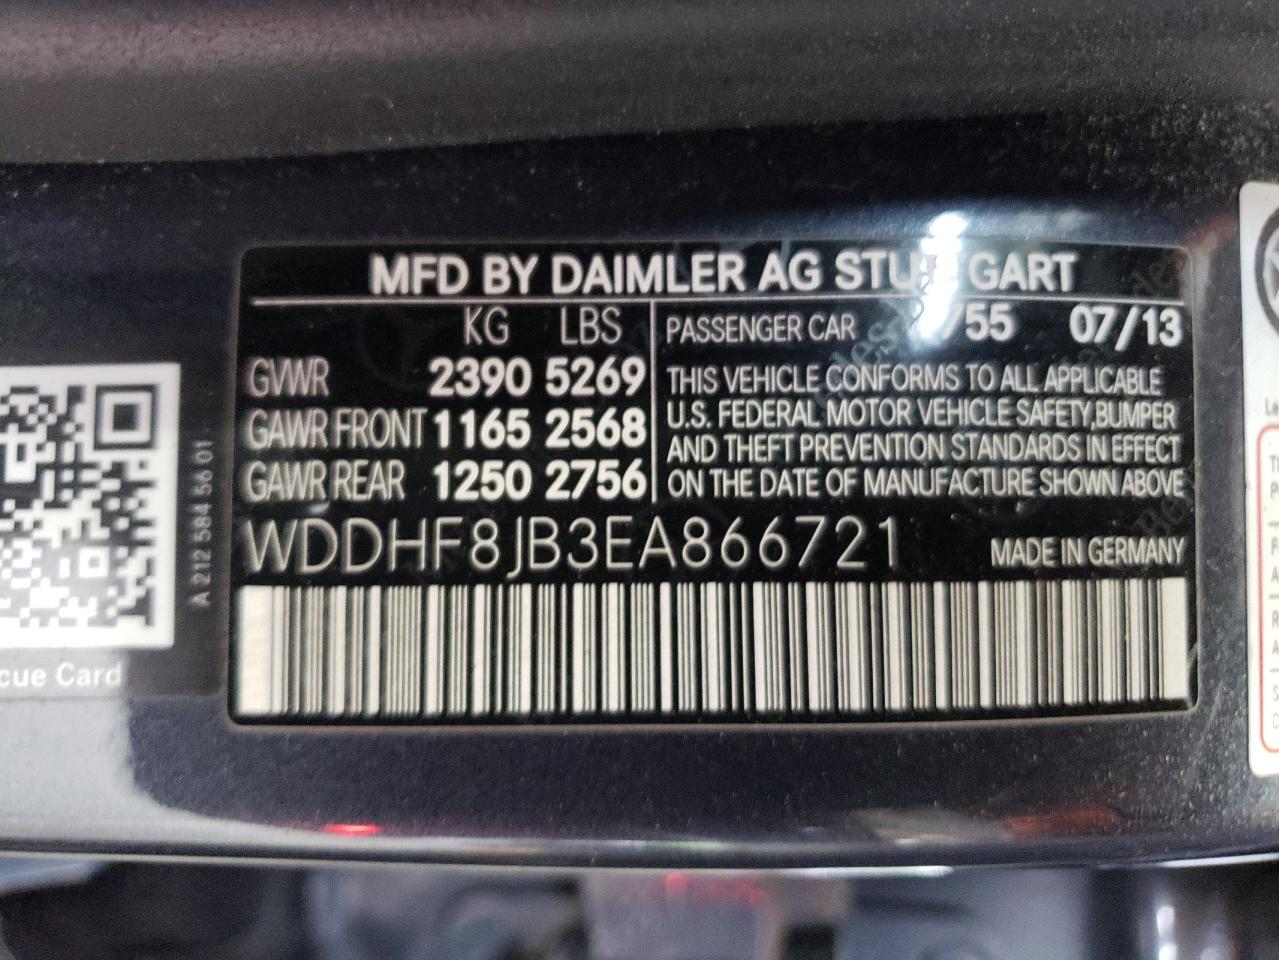 MFD BY DAIMLER AG STUTTGART
KG LBS
GVWR 2390 5269
GAWR FRONT 1165 2568
GAWR REAR 1250 2756
PASSENGER CAR /55 07/13
THIS VEHICLE CONFORMS TO ALL APPLICABLE
U.S. FEDERAL MOTOR VEHICLE SAFETY,BUMPER
AND THEFT PREVENTION STANDARDS IN EFFECT
ON THE DATE OF MANUFACTURE SHOWN ABOVE
WDDHF8JB3EA866721 MADE IN GERMANY
A 212 584 56 01
cue Card